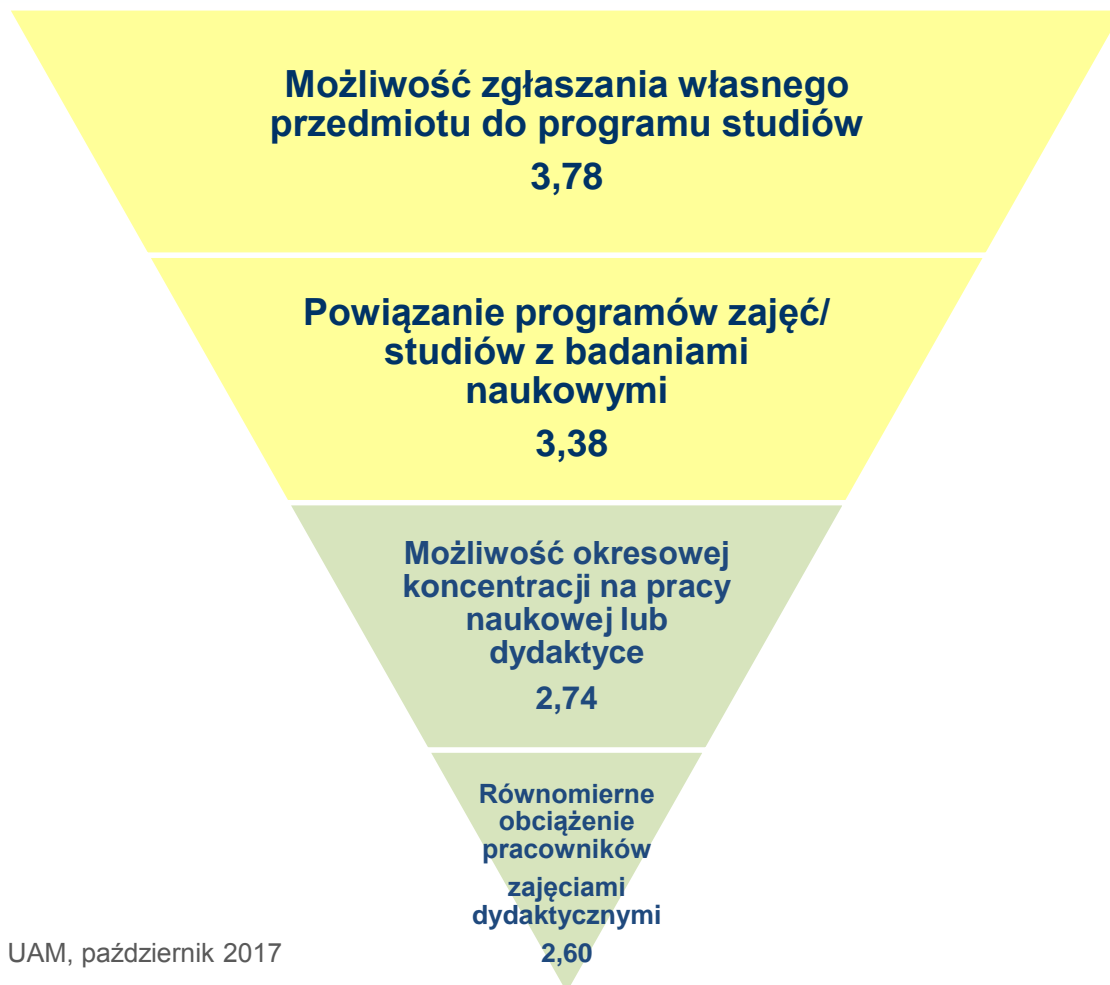 Możliwość zgłaszania własnego
przedmiotu do programu studiów
3,78
Powiązanie programów zajęć/
studiów z badaniami
naukowymi
3,38
Możliwość okresowej
koncentracji na pracy
naukowej lub
dydaktyce
2,74
Równomierne
obciążenie
pracowników
zajęciami
dydaktycznymi
2,60
UAM, październik 2017